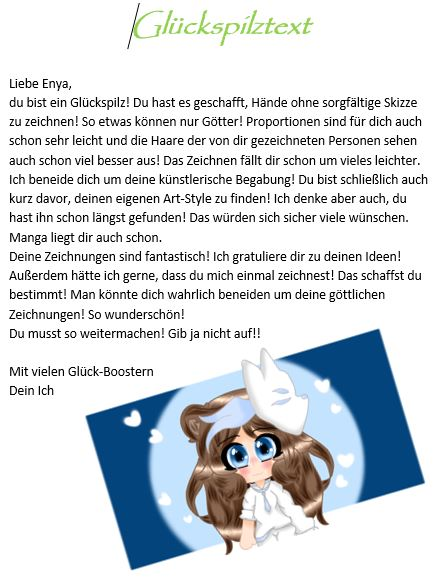 Glückspilztext
Liebe Enya,
du bist ein Glückspilz! Du hast es geschafft, Hände ohne sorgfältige Skizze
zu zeichnen! So etwas können nur Götter! Proportionen sind für dich auch
schon sehr leicht und die Haare der von dir gezeichneten Personen sehen
auch schon viel besser aus! Das Zeichnen fällt dir schon um vieles leichter.
Ich beneide dich um deine künstlerische Begabung! Du bist schließlich auch
kurz davor, deinen eigenen Art-Style zu finden! Ich denke aber auch, du
hast ihn schon längst gefunden! Das würden sich sicher viele wünschen.
Manga liegt dir auch schon.
Deine Zeichnungen sind fantastisch! Ich gratuliere dir zu deinen Ideen!
Außerdem hätte ich gerne, dass du mich einmal zeichnest! Das schaffst du
bestimmt! Man könnte dich wahrlich beneiden um deine göttlichen
Zeichnungen! So wunderschön!
Du musst so weitermachen! Gib ja nicht auf!!
Mit vielen Glück-Boostern
Dein Ich